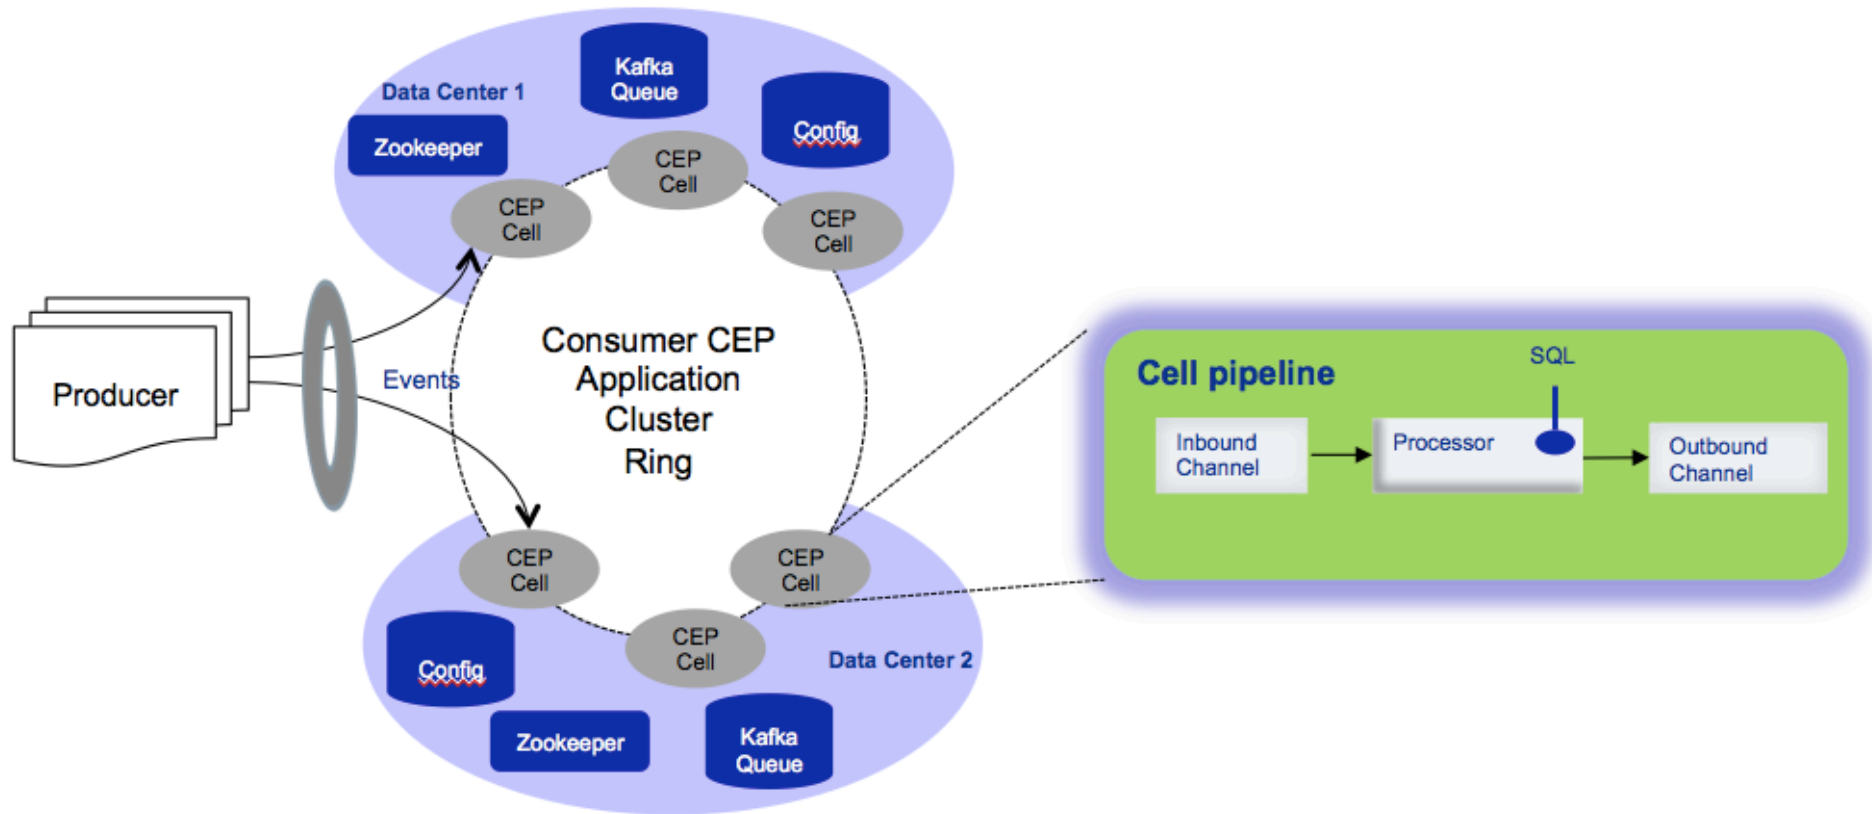 Kafka
Queue
Data Center 1
Config
Zookeeper
CEP
Cell
CEP
Cell
CEP
Cell
Producer
Events
Consumer CEP
Application
Cluster
Ring
Cell pipeline
SQL
Inbound
Channel
Processor
Outbound
Channel
CEP
Cell
CEP
Cell
CEP
Cell
Config
Data Center 2
Zookeeper
Kafka
Queue